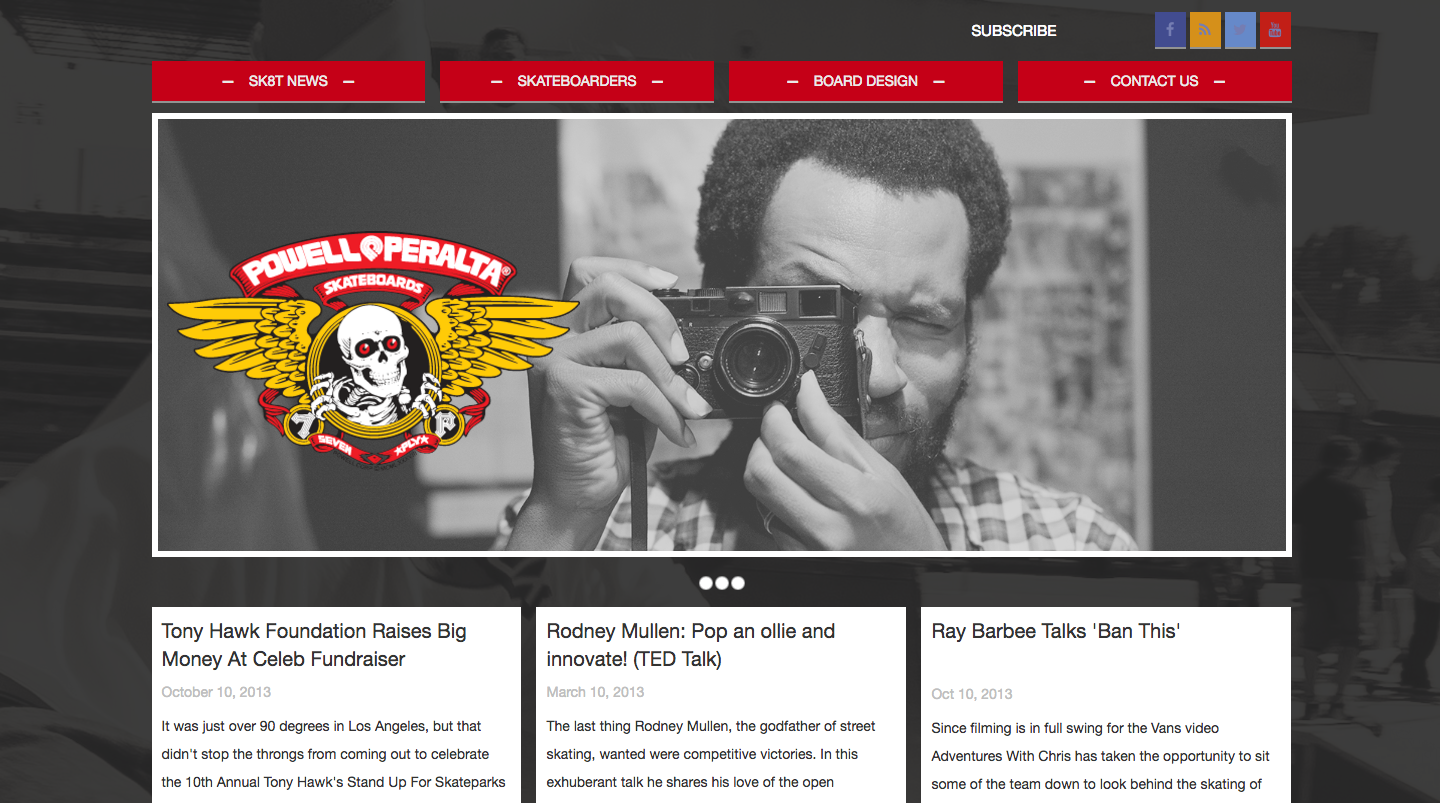 SUBSCRIBE
You Tube
— SK8T NEWS —
— SKATEBOARDERS —
— BOARD DESIGN —
— CONTACT US —
POWELL PERALTA®
SKATEBOARDS
7 P
SEVEN PLY
Tony Hawk Foundation Raises Big
Money At Celeb Fundraiser
October 10, 2013
It was just over 90 degrees in Los Angeles, but that
didn't stop the throngs from coming out to celebrate
the 10th Annual Tony Hawk's Stand Up For Skateparks
Rodney Mullen: Pop an ollie and
innovate! (TED Talk)
March 10, 2013
The last thing Rodney Mullen, the godfather of street
skating, wanted were competitive victories. In this
exhuberant talk he shares his love of the open
Ray Barbee Talks 'Ban This'
Oct 10, 2013
Since filming is in full swing for the Vans video
Adventures With Chris has taken the opportunity to sit
some of the team down to look behind the skating of